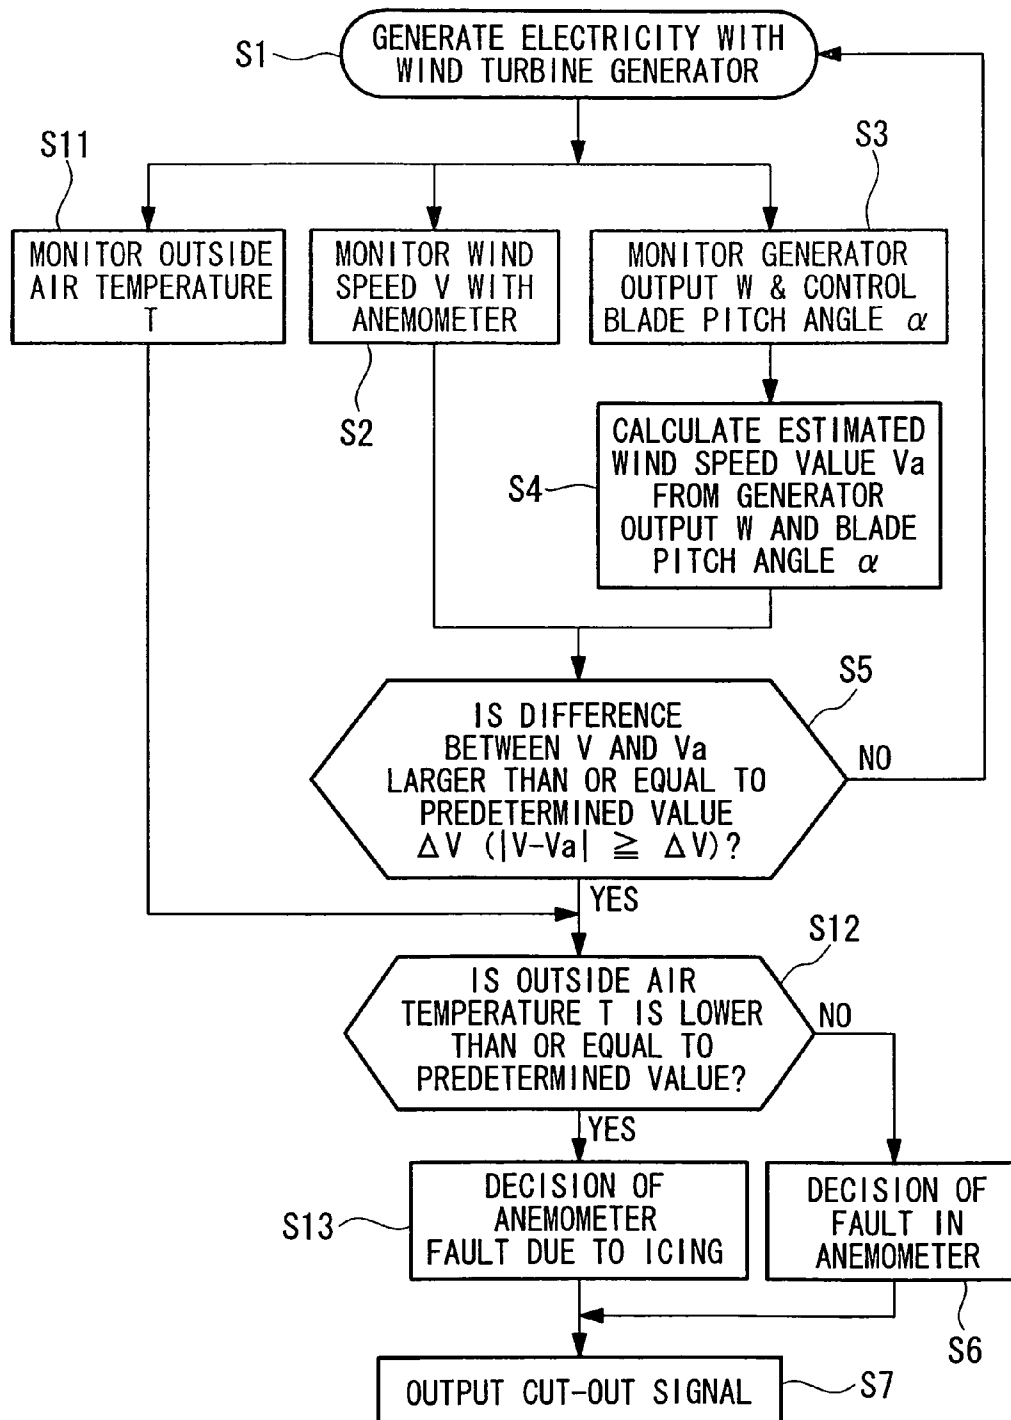 S1
GENERATE ELECTRICITY WITH
WIND TURBINE GENERATOR
S11
MONITOR OUTSIDE
AIR TEMPERATURE
T
MONITOR WIND
SPEED V WITH
ANEMOMETER
S2
S3
MONITOR GENERATOR
OUTPUT W & CONTROL
BLADE PITCH ANGLE α
S4
CALCULATE ESTIMATED
WIND SPEED VALUE Va
FROM GENERATOR
OUTPUT W AND BLADE
PITCH ANGLE α
S5
IS DIFFERENCE
BETWEEN V AND Va
LARGER THAN OR EQUAL TO
PREDETERMINED VALUE
ΔV (|V-Va| ≧ ΔV)?
NO
YES
S12
IS OUTSIDE AIR
TEMPERATURE T IS LOWER
THAN OR EQUAL TO
PREDETERMINED VALUE?
NO
YES
S13
DECISION OF
ANEMOMETER
FAULT DUE TO ICING
DECISION OF
FAULT IN
ANEMOMETER
S6
OUTPUT CUT-OUT SIGNAL
S7